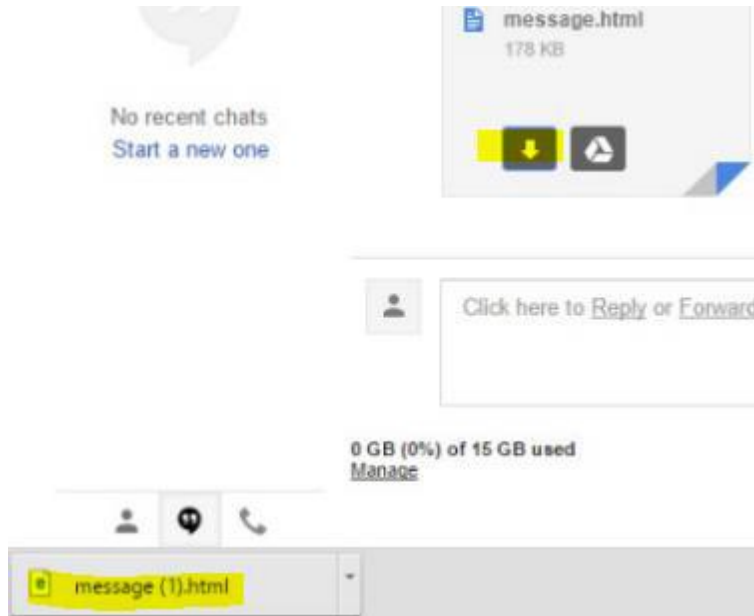 message.html
178 KB
No recent chats
Start a new one
Click here to Reply or Forward
0 GB (0%) of 15 GB used
Manage
message (1).html